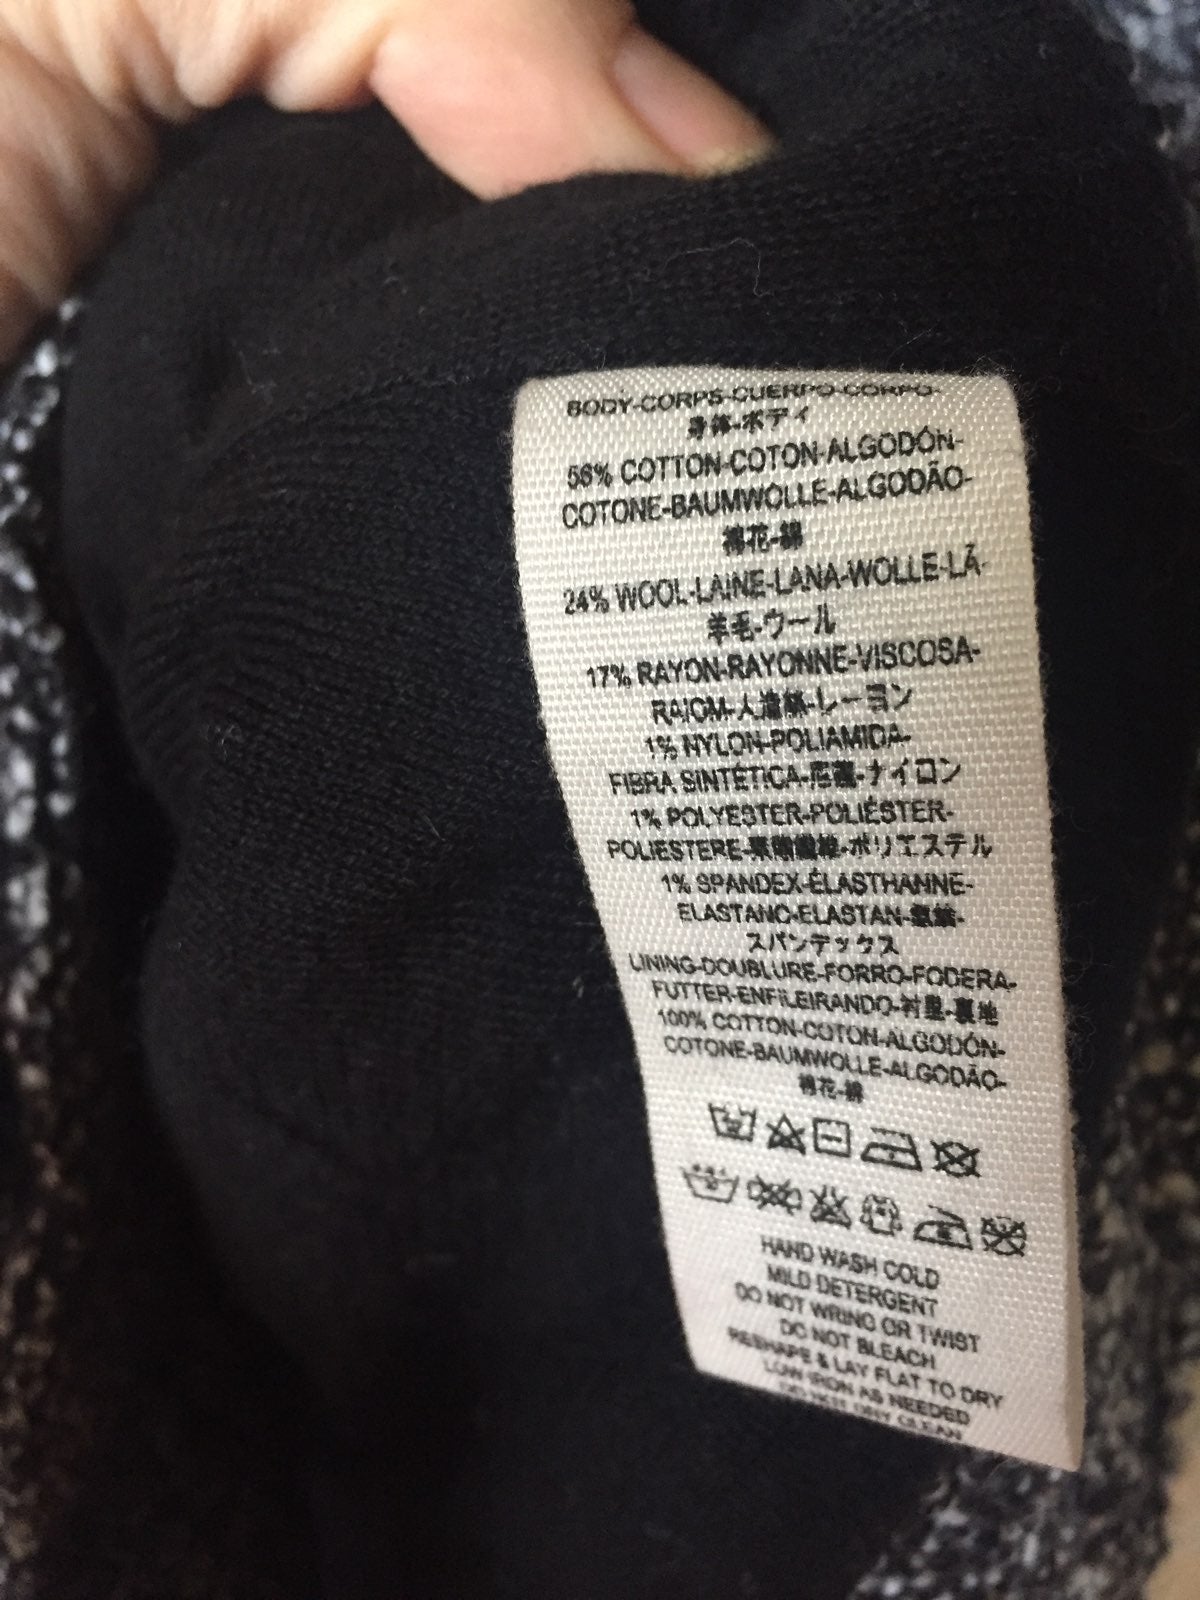 BODY-CORPS-CUERPO-CORPO-
身体-ボディ
56% COTTON-COTON-ALGODÓN-
COTONE-BAUMWOLLE-ALGODÃO-
棉花-綿
24% WOOL-LAINE-LANA-WOLLE-LÃ-
羊毛-ウール
17% RAYON-RAYONNE-VISCOSA-
RAIOM-人造絲-レーヨン
1% NYLON-POLIAMIDA-
FIBRA SINTÉTICA-尼龍-ナイロン
1% POLYESTER-POLIÉSTER-
POLIESTERE-聚酯纖維-ポリエステル
1% SPANDEX-ÉLASTHANNE-
ELASTANO-ELASTAN-氨綸-
スパンデックス
LINING-DOUBLURE-FORRO-FODERA-
FUTTER-ENFILEIRANDO-衬里-裏地
100% COTTON-COTON-ALGODÓN-
COTONE-BAUMWOLLE-ALGODÃO-
棉花-綿
HAND WASH COLD
MILD DETERGENT
DO NOT WRING OR TWIST
DO NOT BLEACH
RESHAPE & LAY FLAT TO DRY
LOW IRON AS NEEDED
DO NOT DRY CLEAN